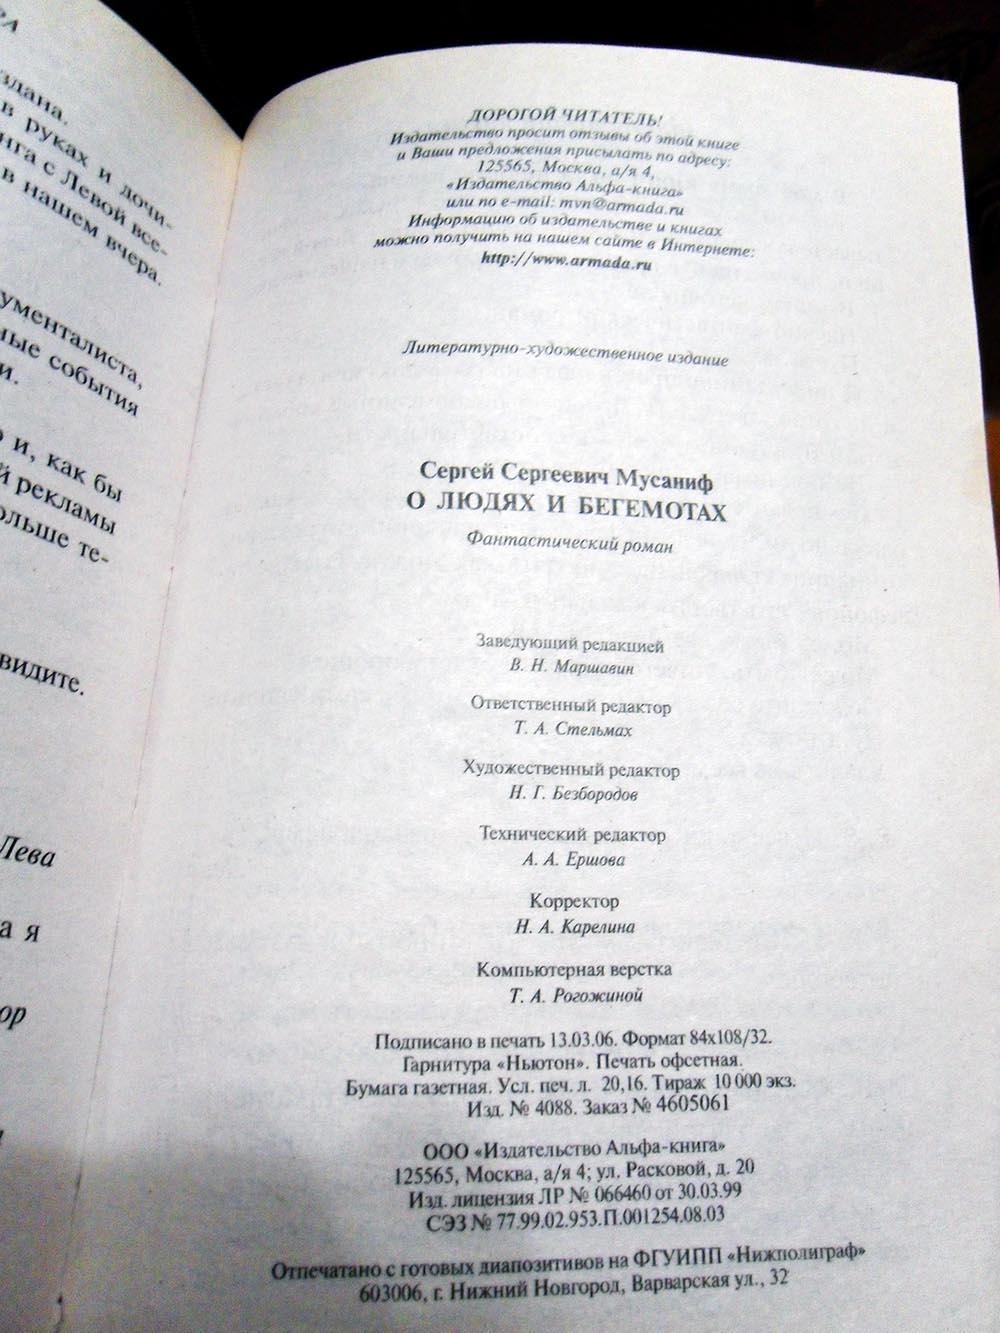 здана.
в руках и дочи-
нга с Левой все-
в нашем вчера.
ументалиста,
ные события
и.
и, как бы
й рекламы
ольше те-
видите.
Лева
а я
ор
ДОРОГОЙ ЧИТАТЕЛЬ!
Издательство просит отзывы об этой книге
и Ваши предложения присылать по адресу:
125565, Москва, а/я 4,
«Издательство Альфа-книга»
или по e-mail: mvn@armada.ru
Информацию об издательстве и книгах
можно получить на нашем сайте в Интернете:
http://www.armada.ru
Литературно-художественное издание
Сергей Сергеевич Мусаниф
О ЛЮДЯХ И БЕГЕМОТАХ
Фантастический роман
Заведующий редакцией
В. Н. Маршавин
Ответственный редактор
Т. А. Стельмах
Художественный редактор
Н. Г. Безбородов
Технический редактор
А. А. Ершова
Корректор
Н. А. Карелина
Компьютерная верстка
Т. А. Рогожиной
Подписано в печать 13.03.06. Формат 84х108/32.
Гарнитура «Ньютон». Печать офсетная.
Бумага газетная. Усл. печ. л. 20,16. Тираж 10 000 экз.
Изд. № 4088. Заказ № 4605061
ООО «Издательство Альфа-книга»
125565, Москва, а/я 4; ул. Расковой, д. 20
Изд. лицензия ЛР № 066460 от 30.03.99
СЭЗ № 77.99.02.953.П.001254.08.03
Отпечатано с готовых диапозитивов на ФГУИПП «Нижполиграф»
603006, г. Нижний Новгород, Варварская ул., 32